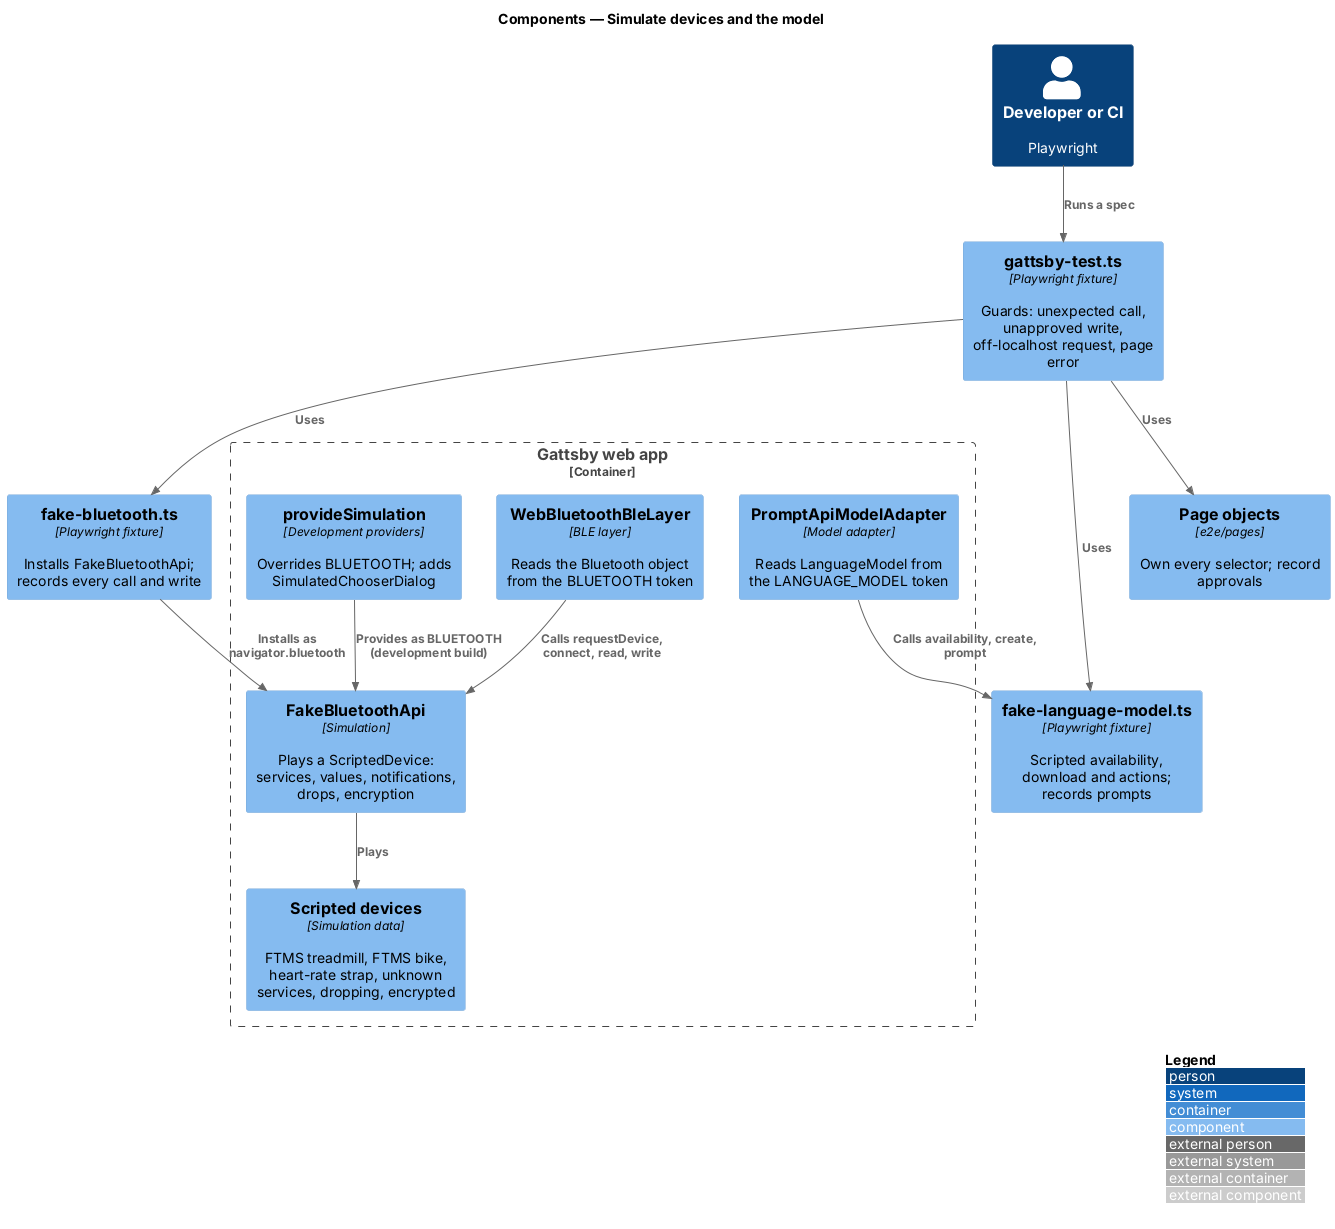 Components — Simulate devices and the model
Developer or CI
Playwright
Runs a spec
gattsby-test.ts
[Playwright fixture]
Guards: unexpected call,
unapproved write,
off-localhost request, page
error
Uses
Uses
Uses
Gattsby web app
[Container]
fake-bluetooth.ts
[Playwright fixture]
Installs FakeBluetoothApi;
records every call and write
provideSimulation
[Development providers]
Overrides BLUETOOTH; adds
SimulatedChooserDialog
WebBluetoothBleLayer
[BLE layer]
Reads the Bluetooth object
from the BLUETOOTH token
PromptApiModelAdapter
[Model adapter]
Reads LanguageModel from
the LANGUAGE_MODEL token
Page objects
[e2e/pages]
Own every selector; record
approvals
Installs as
navigator.bluetooth
Provides as BLUETOOTH
(development build)
Calls requestDevice,
connect, read, write
Calls availability, create,
prompt
FakeBluetoothApi
[Simulation]
Plays a ScriptedDevice:
services, values, notifications,
drops, encryption
fake-language-model.ts
[Playwright fixture]
Scripted availability,
download and actions;
records prompts
Plays
Scripted devices
[Simulation data]
FTMS treadmill, FTMS bike,
heart-rate strap, unknown
services, dropping, encrypted
Legend
person
system
container
component
external person
external system
external container
external component